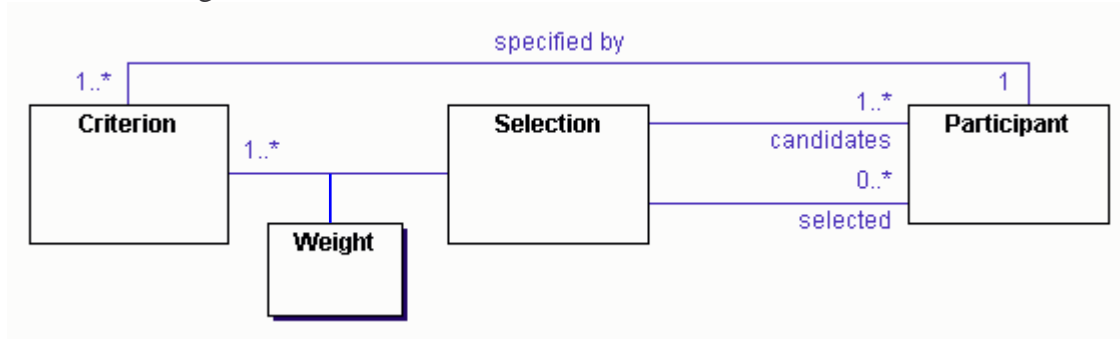 specified by
1..*
1
Criterion
Selection
Participant
1..*
candidates
1..*
0..*
selected
Weight